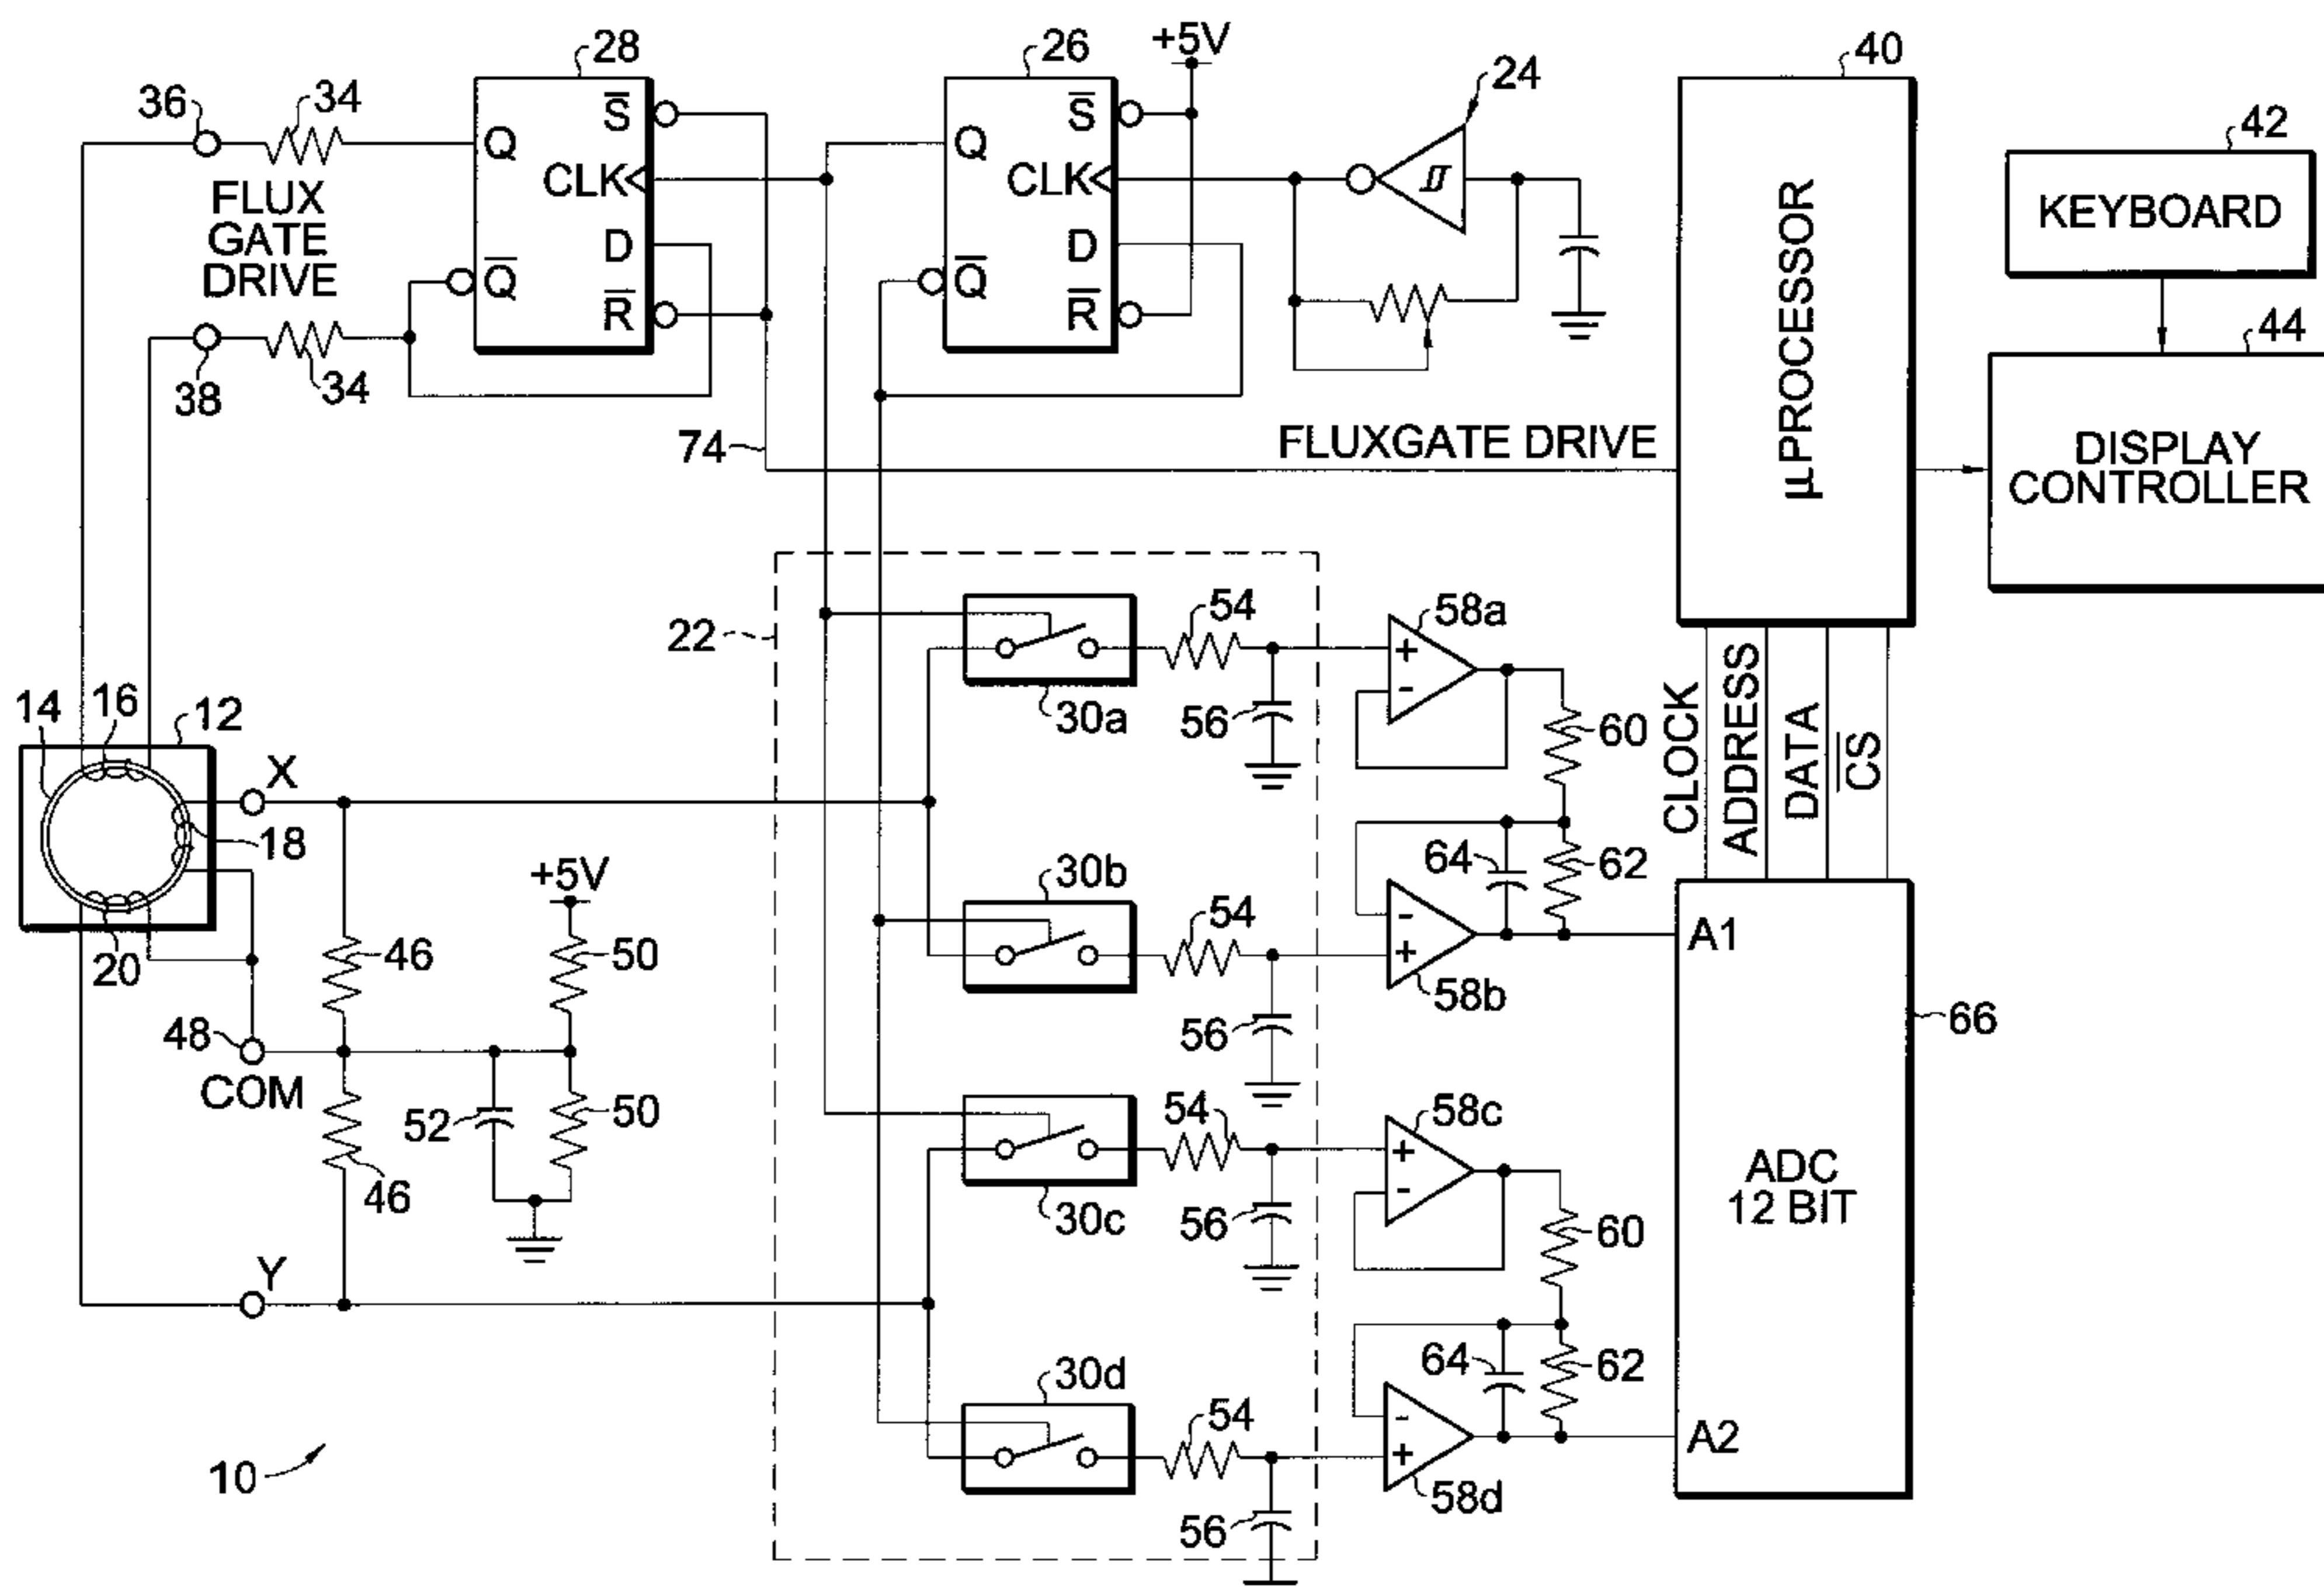 28
26
+5V
24
40
36
34
Q
S̅
CLK
D
Q̅
R̅
Q
S̅
CLK
D
Q̅
R̅
42
KEYBOARD
FLUX
GATE
DRIVE
38
34
44
74
FLUXGATE DRIVE
µPROCESSOR
DISPLAY
CONTROLLER
22
54
58a
+
-
30a
56
60
CLOCK
ADDRESS
DATA
C̅S̅
14
16
12
X
18
20
+5V
46
50
30b
54
64
62
-
+
58b
A1
66
48
COM
56
52
50
46
54
58c
+
-
30c
56
60
ADC
12 BIT
Y
30d
54
64
62
-
+
58d
A2
56
10